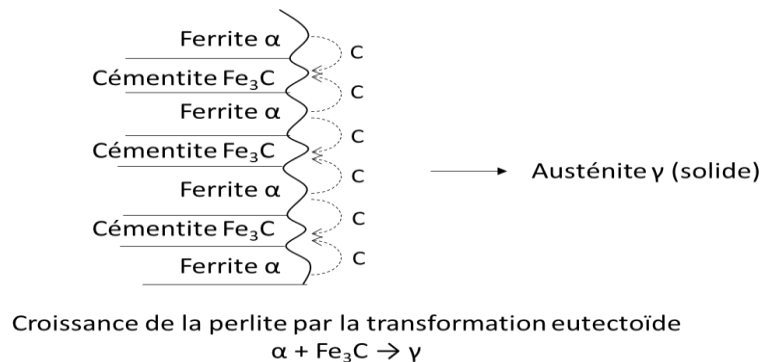 Ferrite α
C
Cémentite Fe₃C
C
Ferrite α
C
Cémentite Fe₃C
Austénite γ (solide)
C
Ferrite α
C
Cémentite Fe₃C
C
Ferrite α
Croissance de la perlite par la transformation eutectoïde
α + Fe₃C → γ